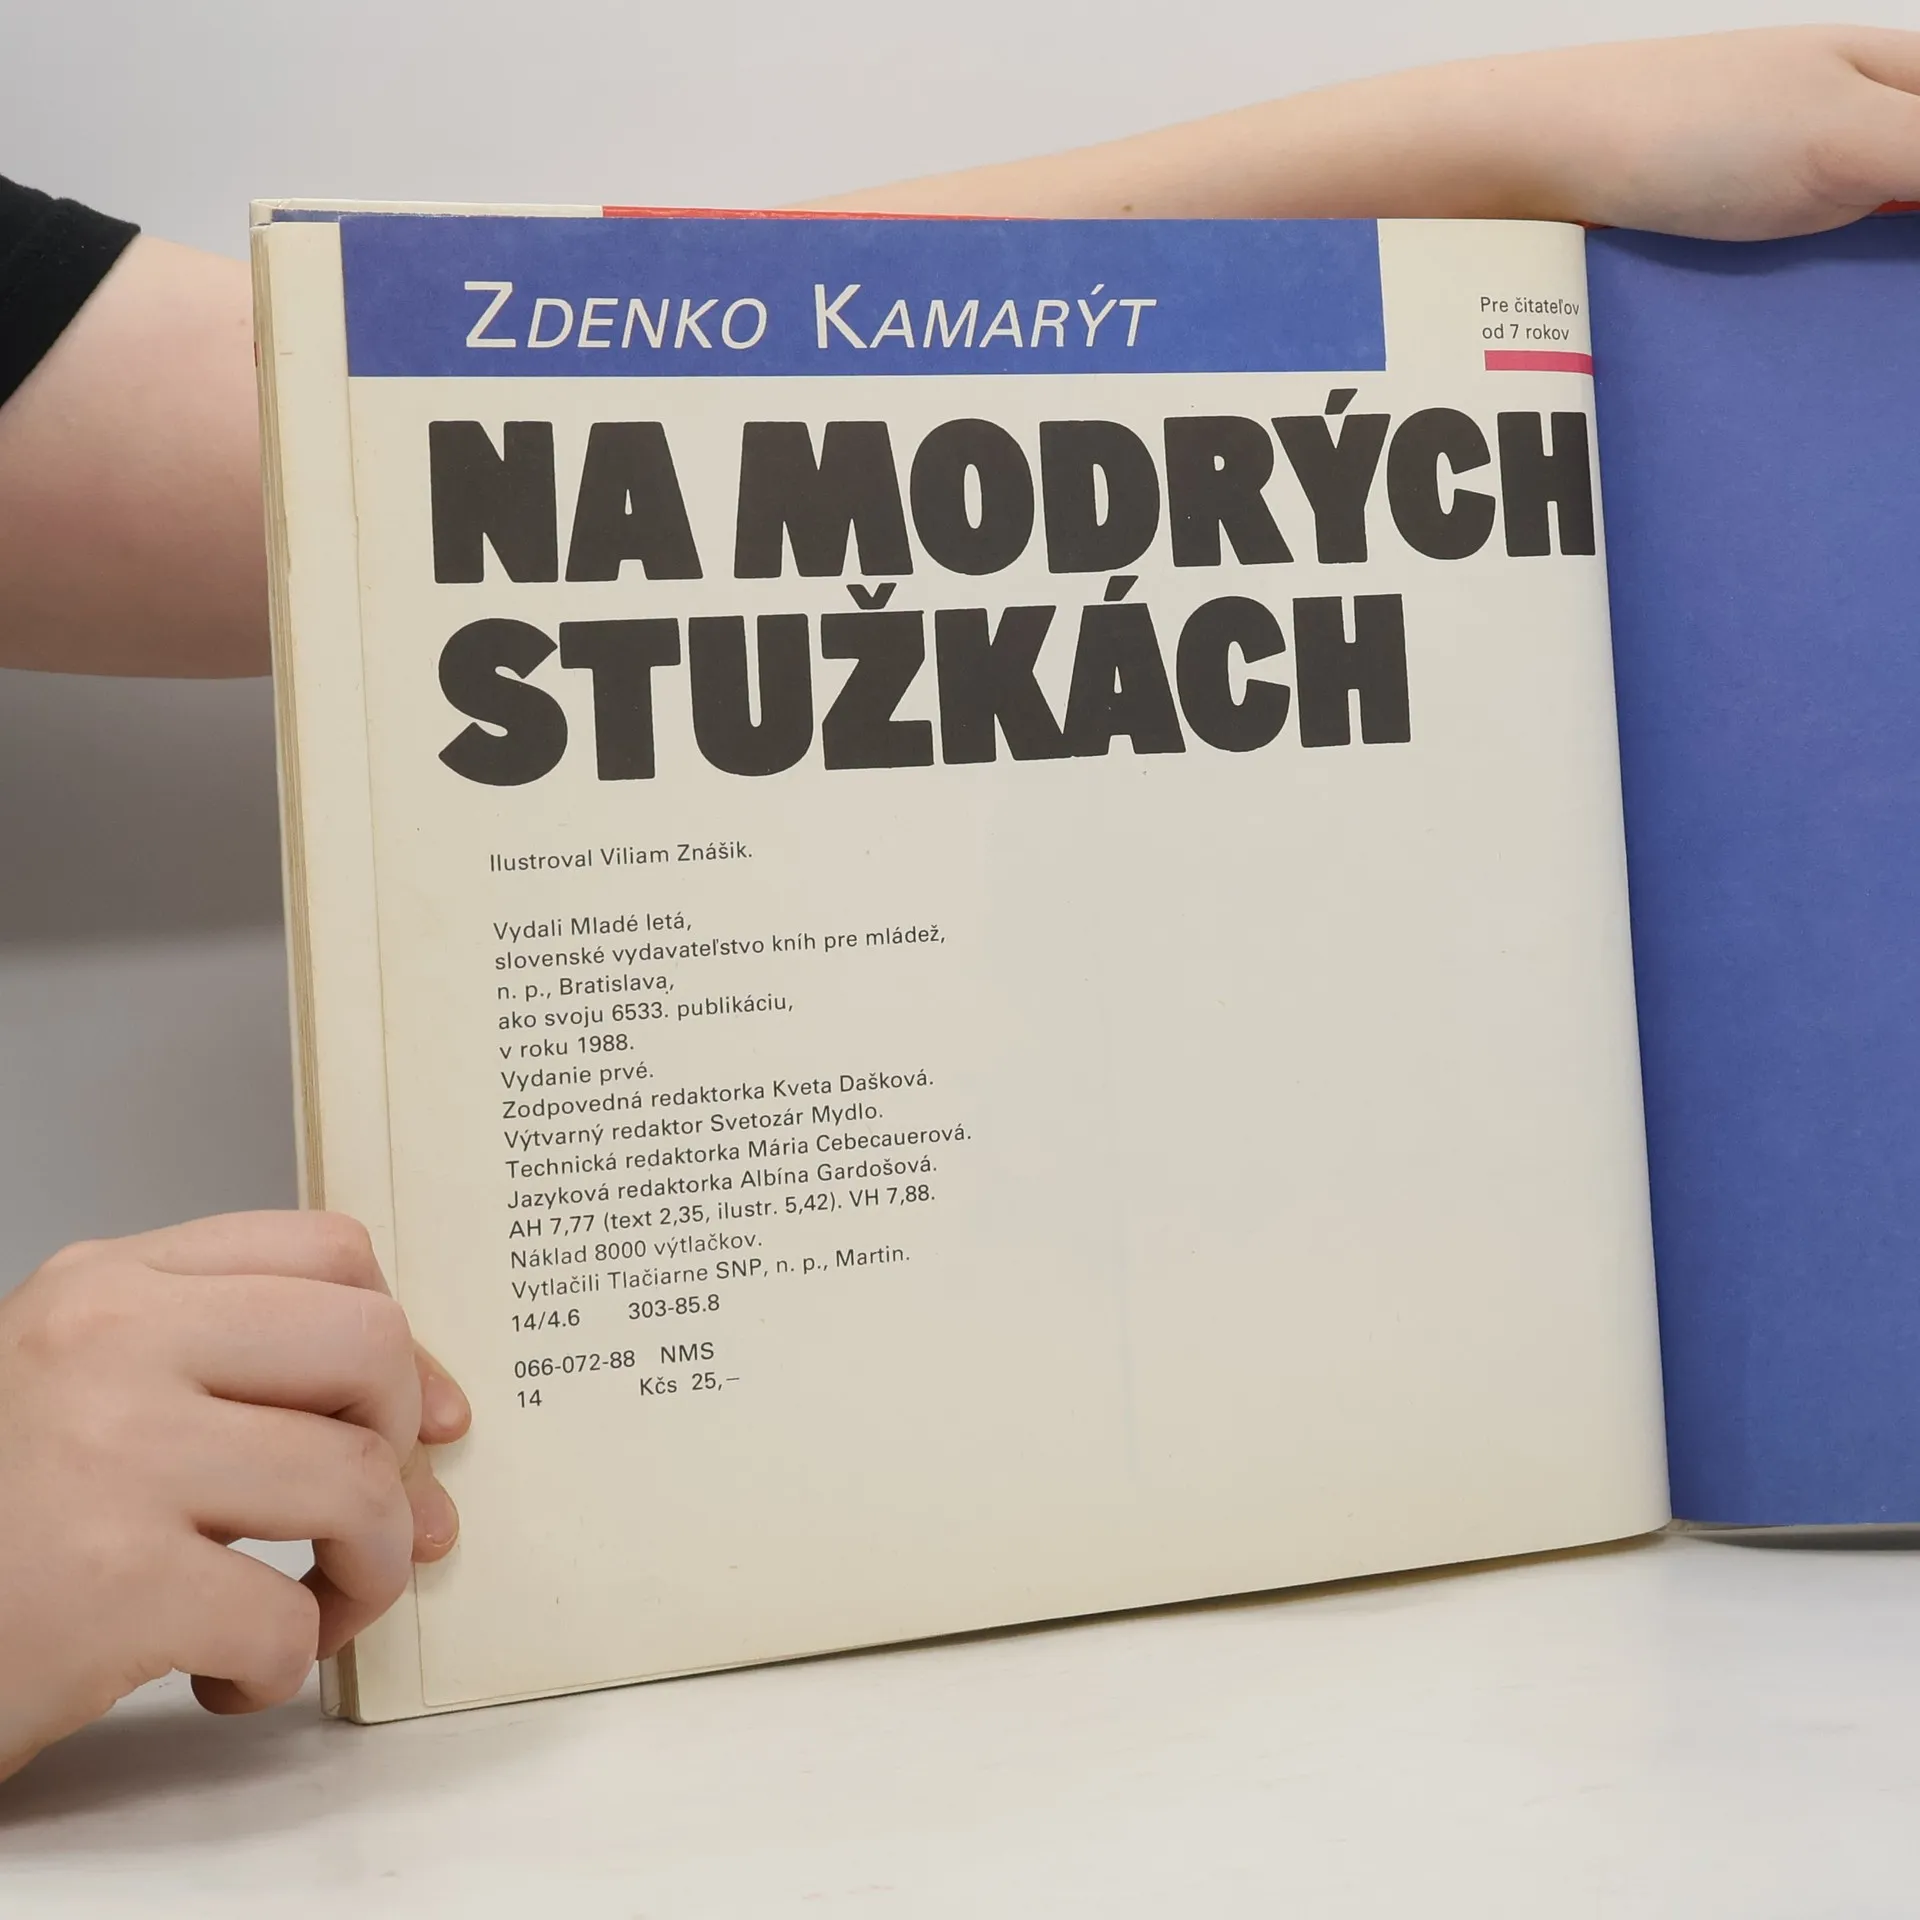 ZDENKO KAMARÝT
Pre čitateľov
od 7 rokov
NA MODRÝCH
STUŽKÁCH
Ilustroval Viliam Znášik.
Vydali Mladé letá,
slovenské vydavateľstvo kníh pre mládež,
n. p., Bratislava,
ako svoju 6533. publikáciu,
v roku 1988.
Vydanie prvé.
Zodpovedná redaktorka Kveta Dašková.
Výtvarný redaktor Svetozár Mydlo.
Technická redaktorka Mária Cebecauerová.
Jazyková redaktorka Albína Gardošová.
AH 7,77 (text 2,35, ilustr. 5,42). VH 7,88.
Náklad 8000 výtlačkov.
Vytlačili Tlačiarne SNP, n. p., Martin.
14/4.6 303-85.8
066-072-88 NMS
14 Kčs 25,—